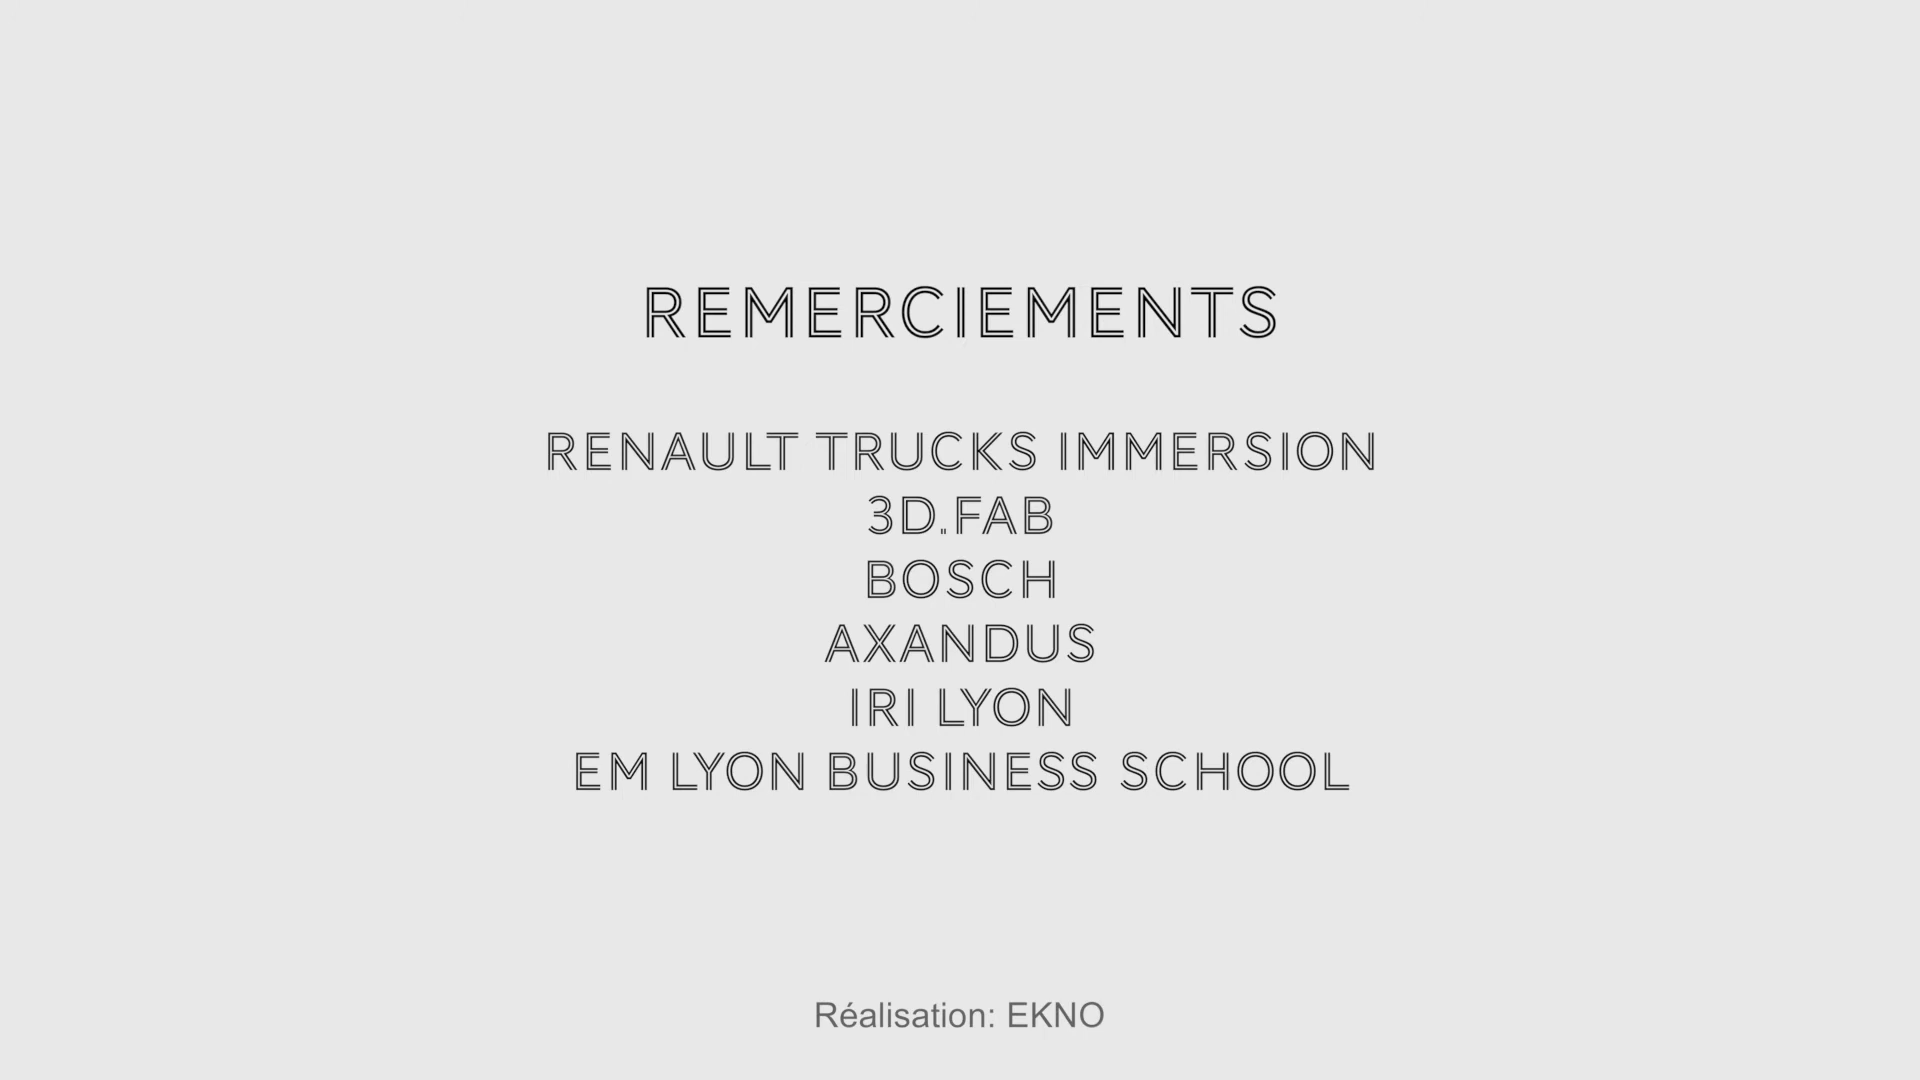 REMERCIEMENTS
RENAULT TRUCKS IMMERSION
3D.FAB
BOSCH
AXANDUS
IRI LYON
EM LYON BUSINESS SCHOOL
Réalisation: EKNO